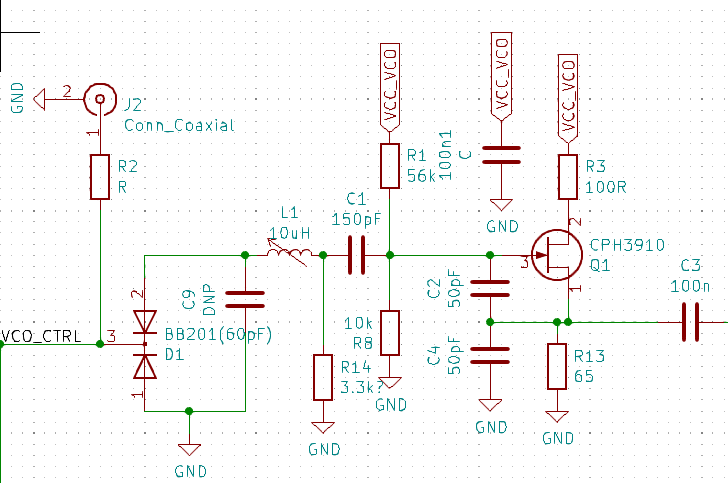 GND
2
J2
Conn_Coaxial
1
R2
R
VCC_VCO
VCC_VCO
VCC_VCO
R1
56k
100n1
C
GND
R3
100R
2
CPH3910
Q1
3
1
C1
150pF
L1
10uH
C9
DNP
2
VCO_CTRL
3
BB201(60pF)
D1
1
GND
10k
R8
GND
R14
3.3k?
GND
C2
50pF
C4
50pF
GND
R13
65
GND
C3
100n